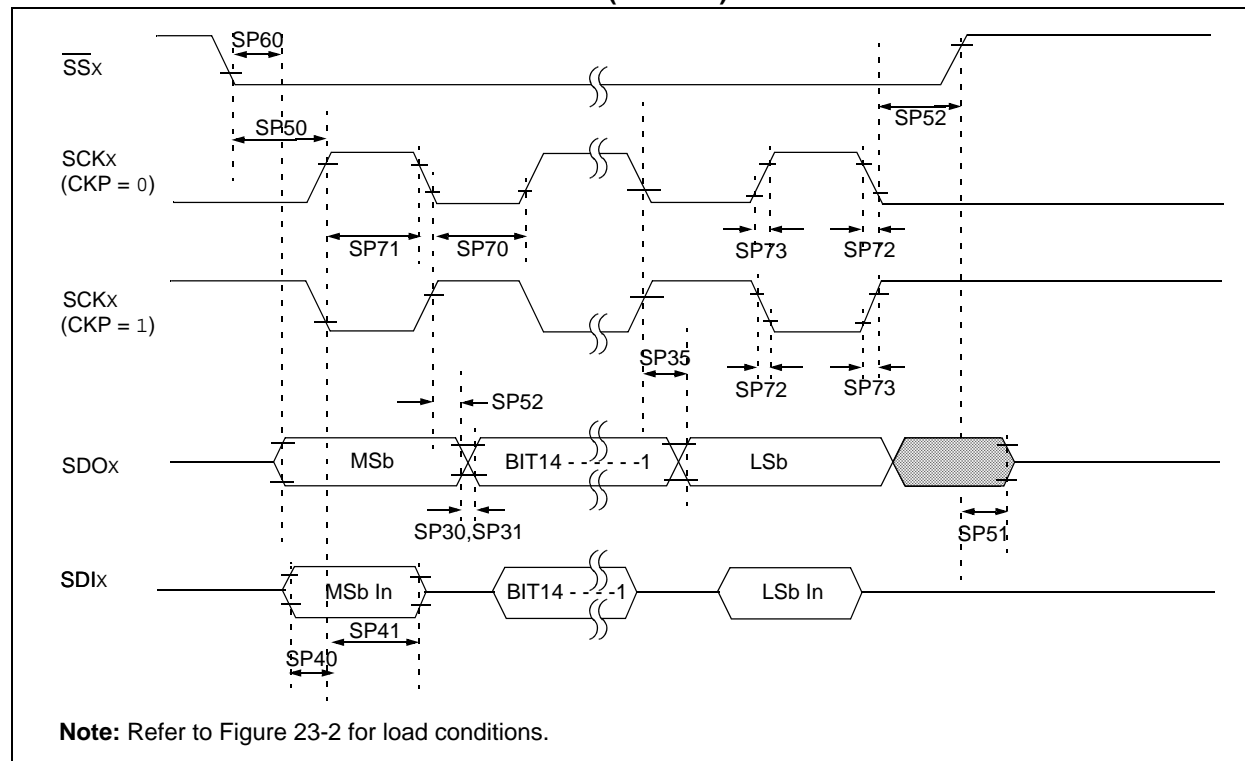 SP60
SSX
SP50
SP52
SCKX
(CKP = 0)
SP71
SP70
SP73
SP72
SCKX
(CKP = 1)
SP35
SP72
SP73
SP52
SDOX
MSb
BIT14 - - - - - -1
LSb
SP30,SP31
SP51
SDIX
MSb In
BIT14 - - - -1
LSb In
SP41
SP40
Note: Refer to Figure 23-2 for load conditions.